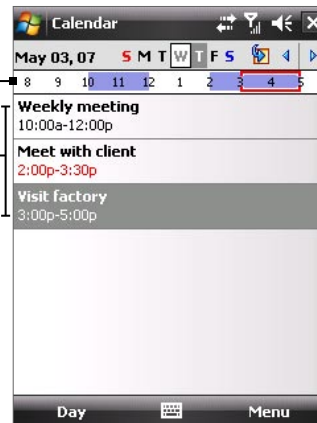 Calendar
May 03, 07 S M T W T F S
8 9 10 11 12 1 2 3 4 5
Weekly meeting
10:00a-12:00p
Meet with client
2:00p-3:30p
Visit factory
3:00p-5:00p
Day Menu